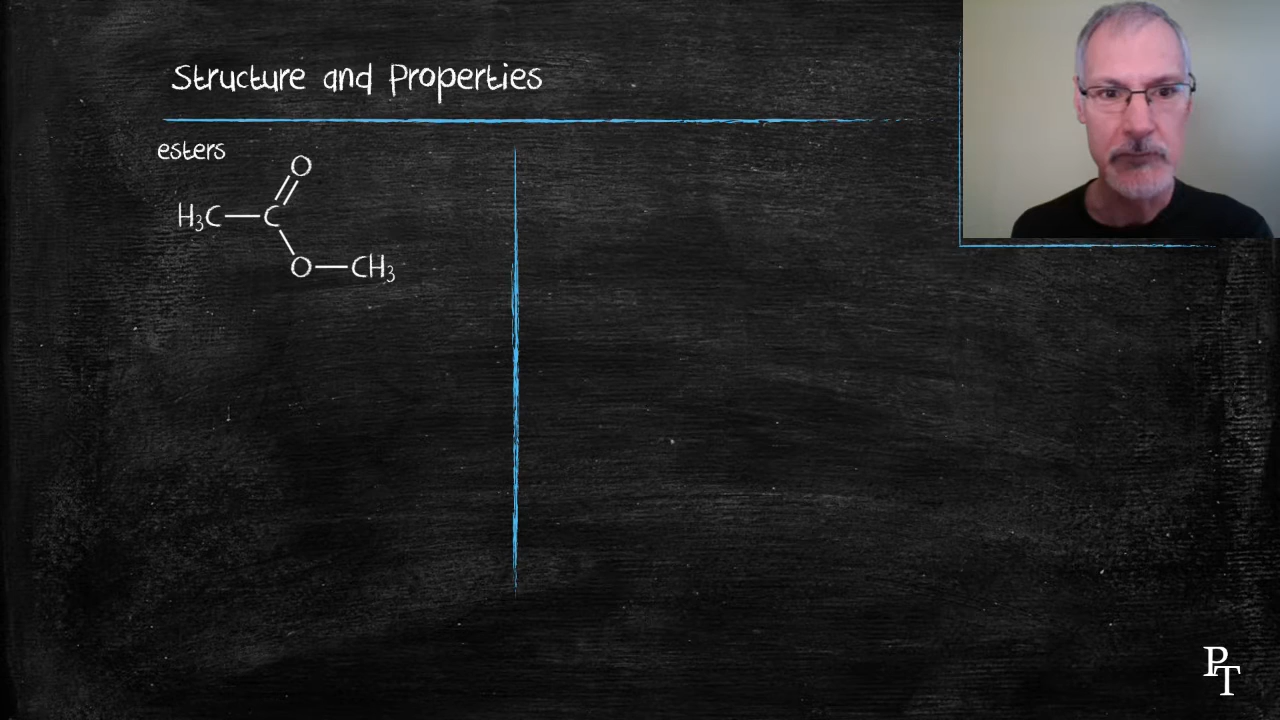 Structure and Properties
esters
O
H₃C—C
O—CH₃
PT